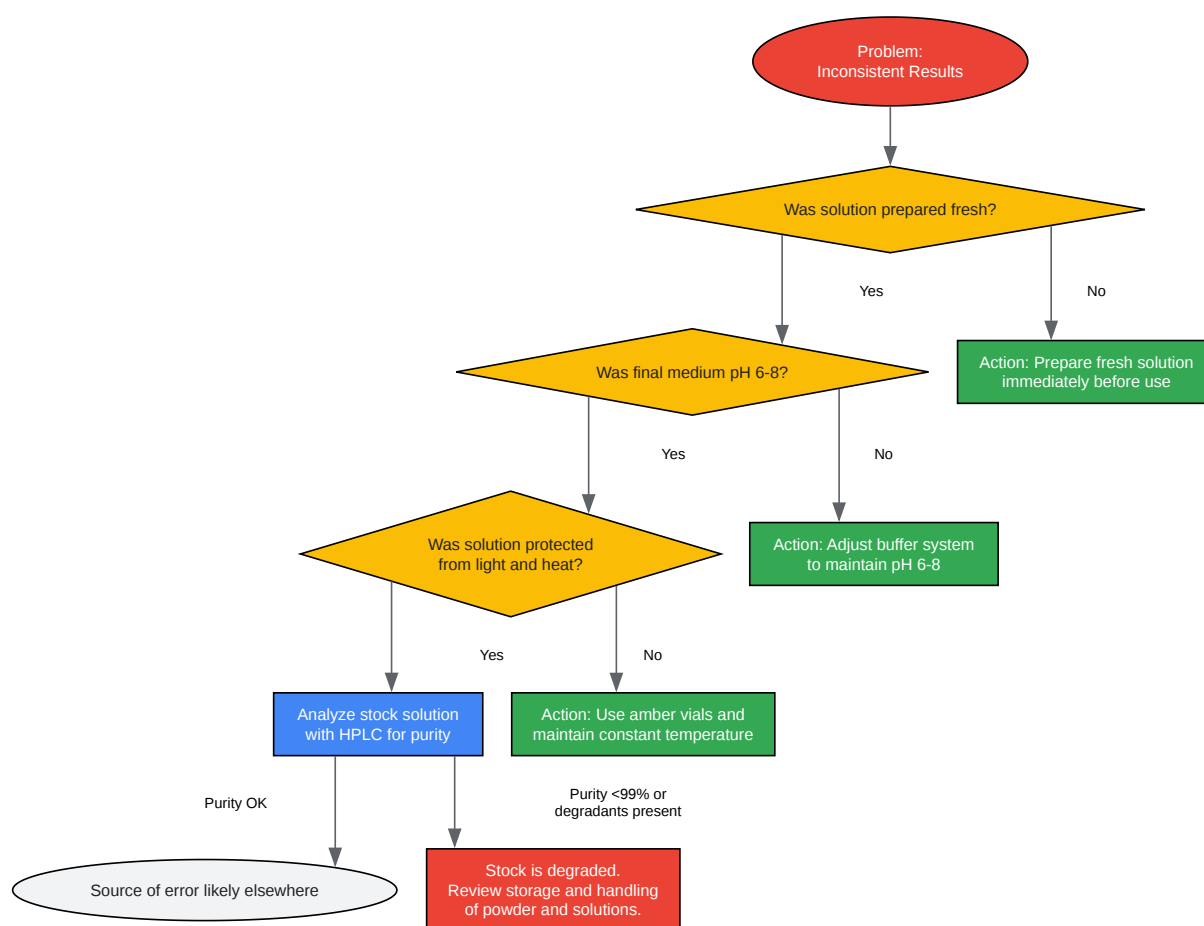 Problem:
Inconsistent Results
Was solution prepared fresh?
Yes
No
Was final medium pH 6-8?
Action: Prepare fresh solution
immediately before use
Yes
No
Was solution protected
from light and heat?
Action: Adjust buffer system
to maintain pH 6-8
Yes
No
Analyze stock solution
with HPLC for purity
Action: Use amber vials and
maintain constant temperature
Purity OK
Purity <99% or
degradants present
Source of error likely elsewhere
Stock is degraded.
Review storage and handling
of powder and solutions.